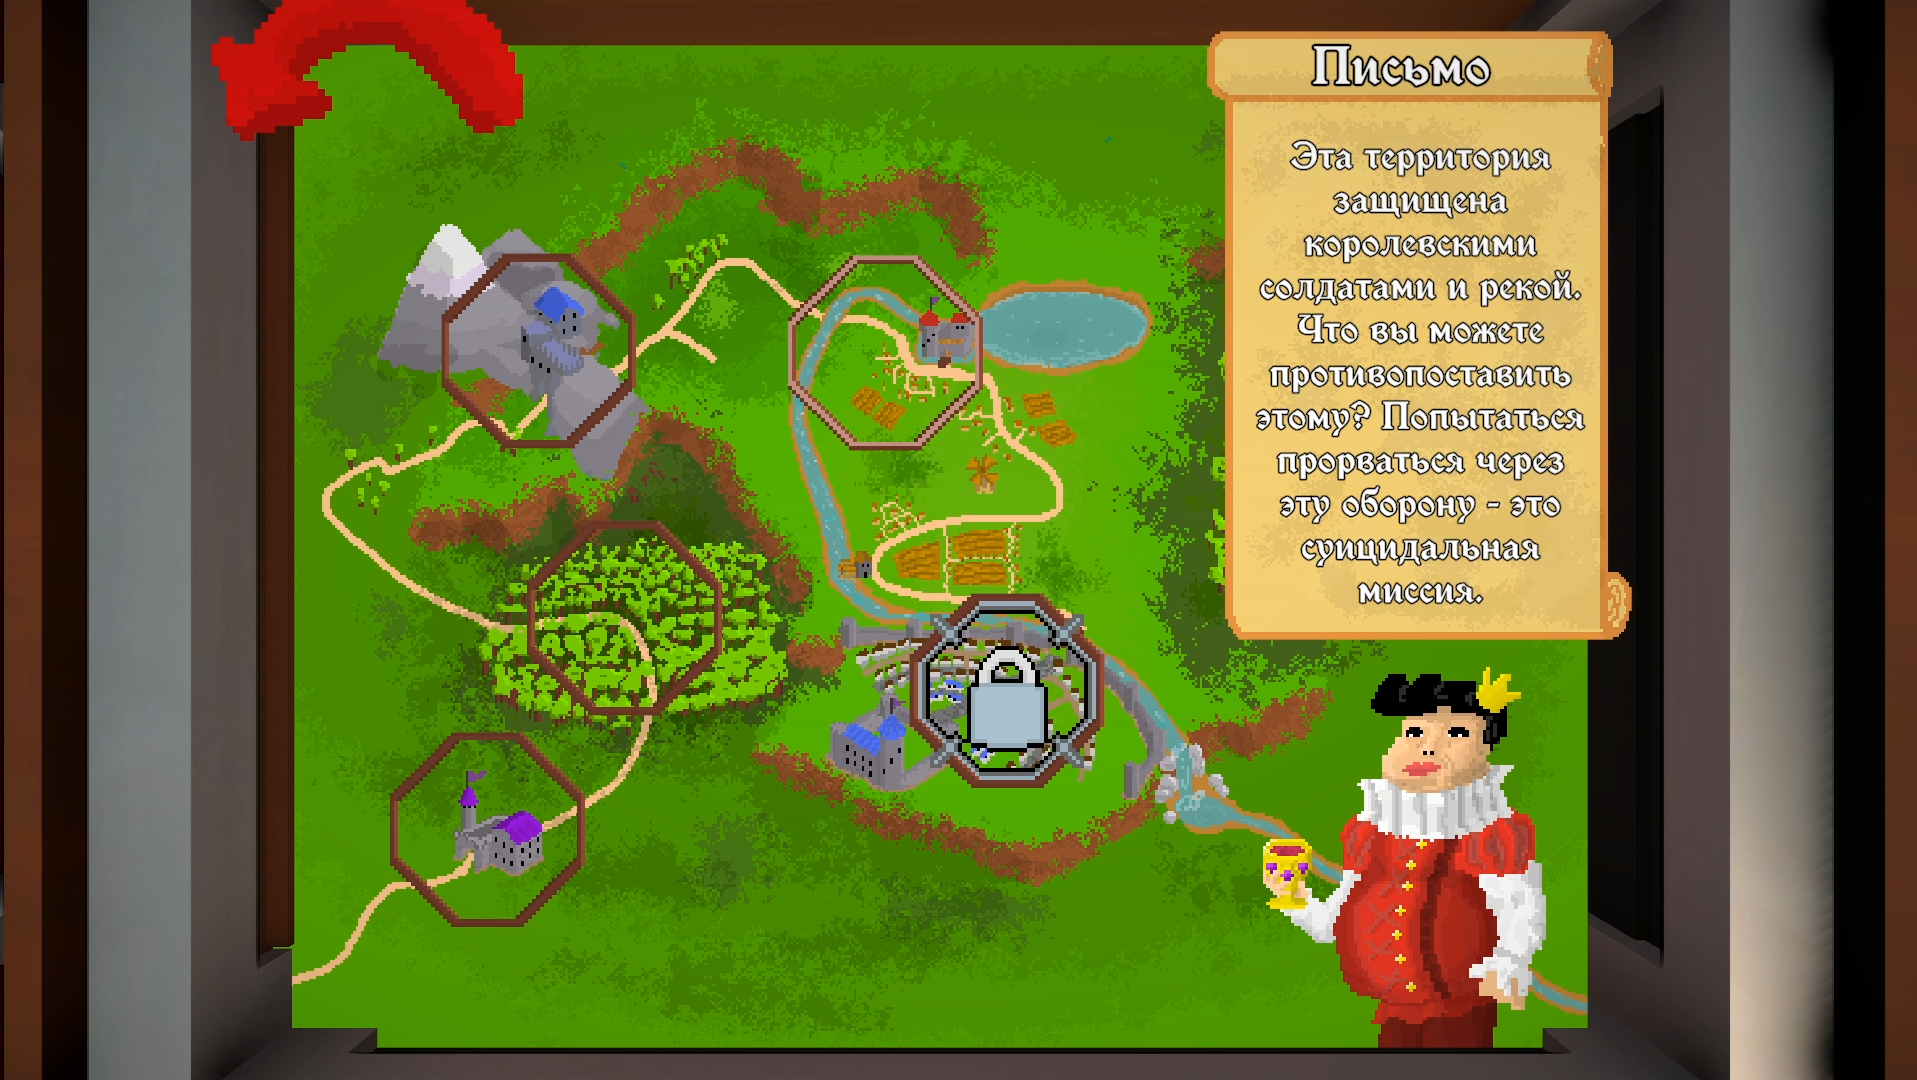 Письмо
Эта территория
защищена
королевскими
солдатами и рекой.
Что вы можете
противопоставить
этому? Попытаться
прорваться через
эту оборону - это
суицидальная
миссия.